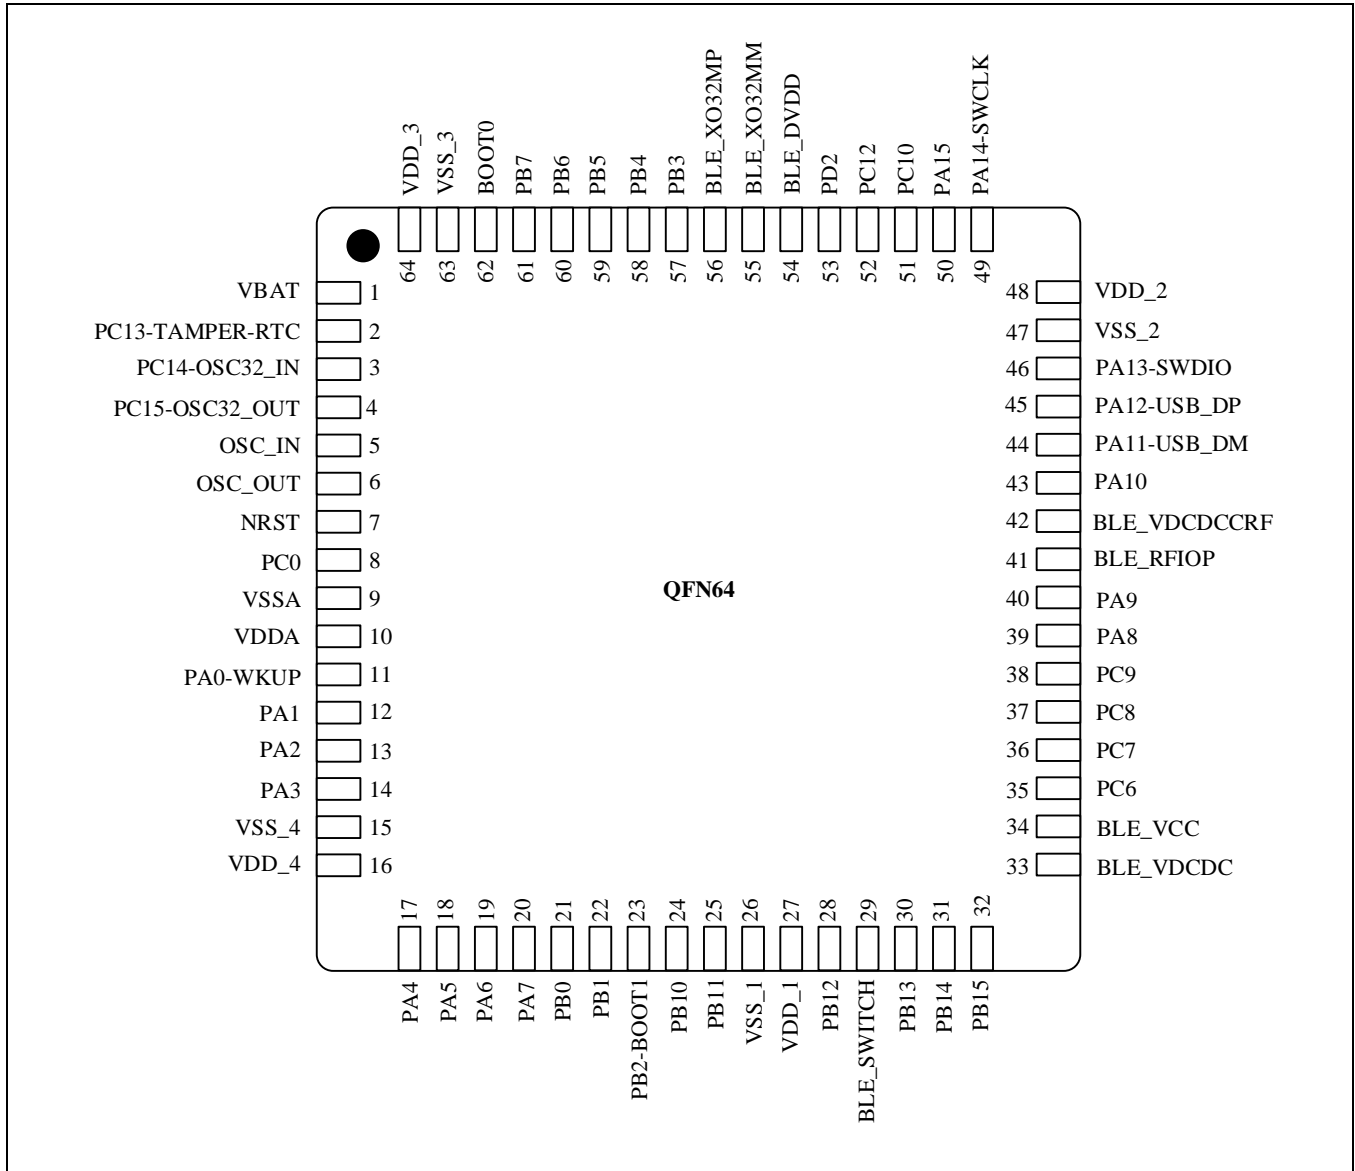 VDD_3
VSS_3
BOOT0
PB7
PB6
PB5
PB4
PB3
BLE_XO32MP
BLE_XO32MM
BLE_DVDD
PD2
PC12
PC10
PA15
PA14-SWCLK
64
63
62
61
60
59
58
57
56
55
54
53
52
51
50
49
VBAT 1
PC13-TAMPER-RTC 2
PC14-OSC32_IN 3
PC15-OSC32_OUT 4
OSC_IN 5
OSC_OUT 6
NRST 7
PC0 8
VSSA 9
VDDA 10
PA0-WKUP 11
PA1 12
PA2 13
PA3 14
VSS_4 15
VDD_4 16
QFN64
48 VDD_2
47 VSS_2
46 PA13-SWDIO
45 PA12-USB_DP
44 PA11-USB_DM
43 PA10
42 BLE_VDCDCCRF
41 BLE_RFIOP
40 PA9
39 PA8
38 PC9
37 PC8
36 PC7
35 PC6
34 BLE_VCC
33 BLE_VDCDC
17
18
19
20
21
22
23
24
25
26
27
28
29
30
31
32
PA4
PA5
PA6
PA7
PB0
PB1
PB2-BOOT1
PB10
PB11
VSS_1
VDD_1
PB12
BLE_SWITCH
PB13
PB14
PB15